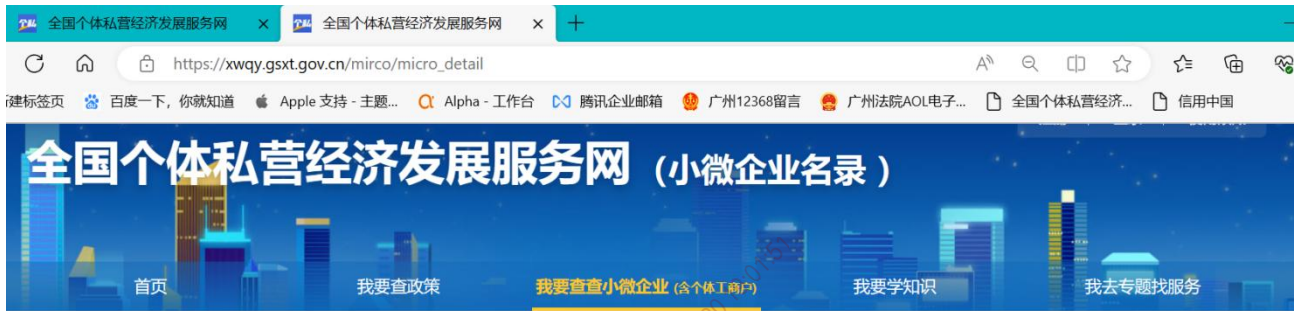 全国个体私营经济发展服务网
全国个体私营经济发展服务网
https://xwqy.gsxt.gov.cn/mirco/micro_detail
建标签页 百度一下，你就知道 Apple 支持 - 主题... Alpha - 工作台 腾讯企业邮箱 广州12368留言 广州法院AOL电子... 全国个体私营经济... 信用中国
全国个体私营经济发展服务网（小微企业名录）
首页 我要查政策 我要查查小微企业 (含个体工商户) 我要学知识 我去专题找服务